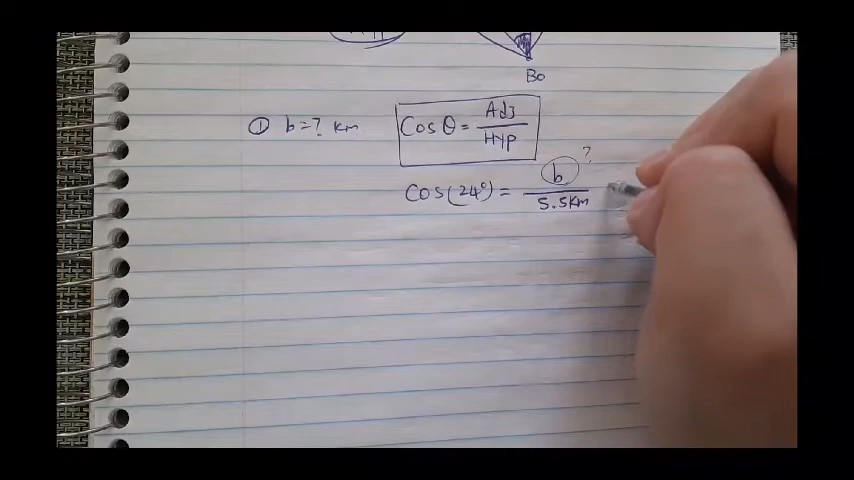 Bo
① b=? km Cos θ = Adj / Hyp
Cos(24°) = b / 5.5km ?